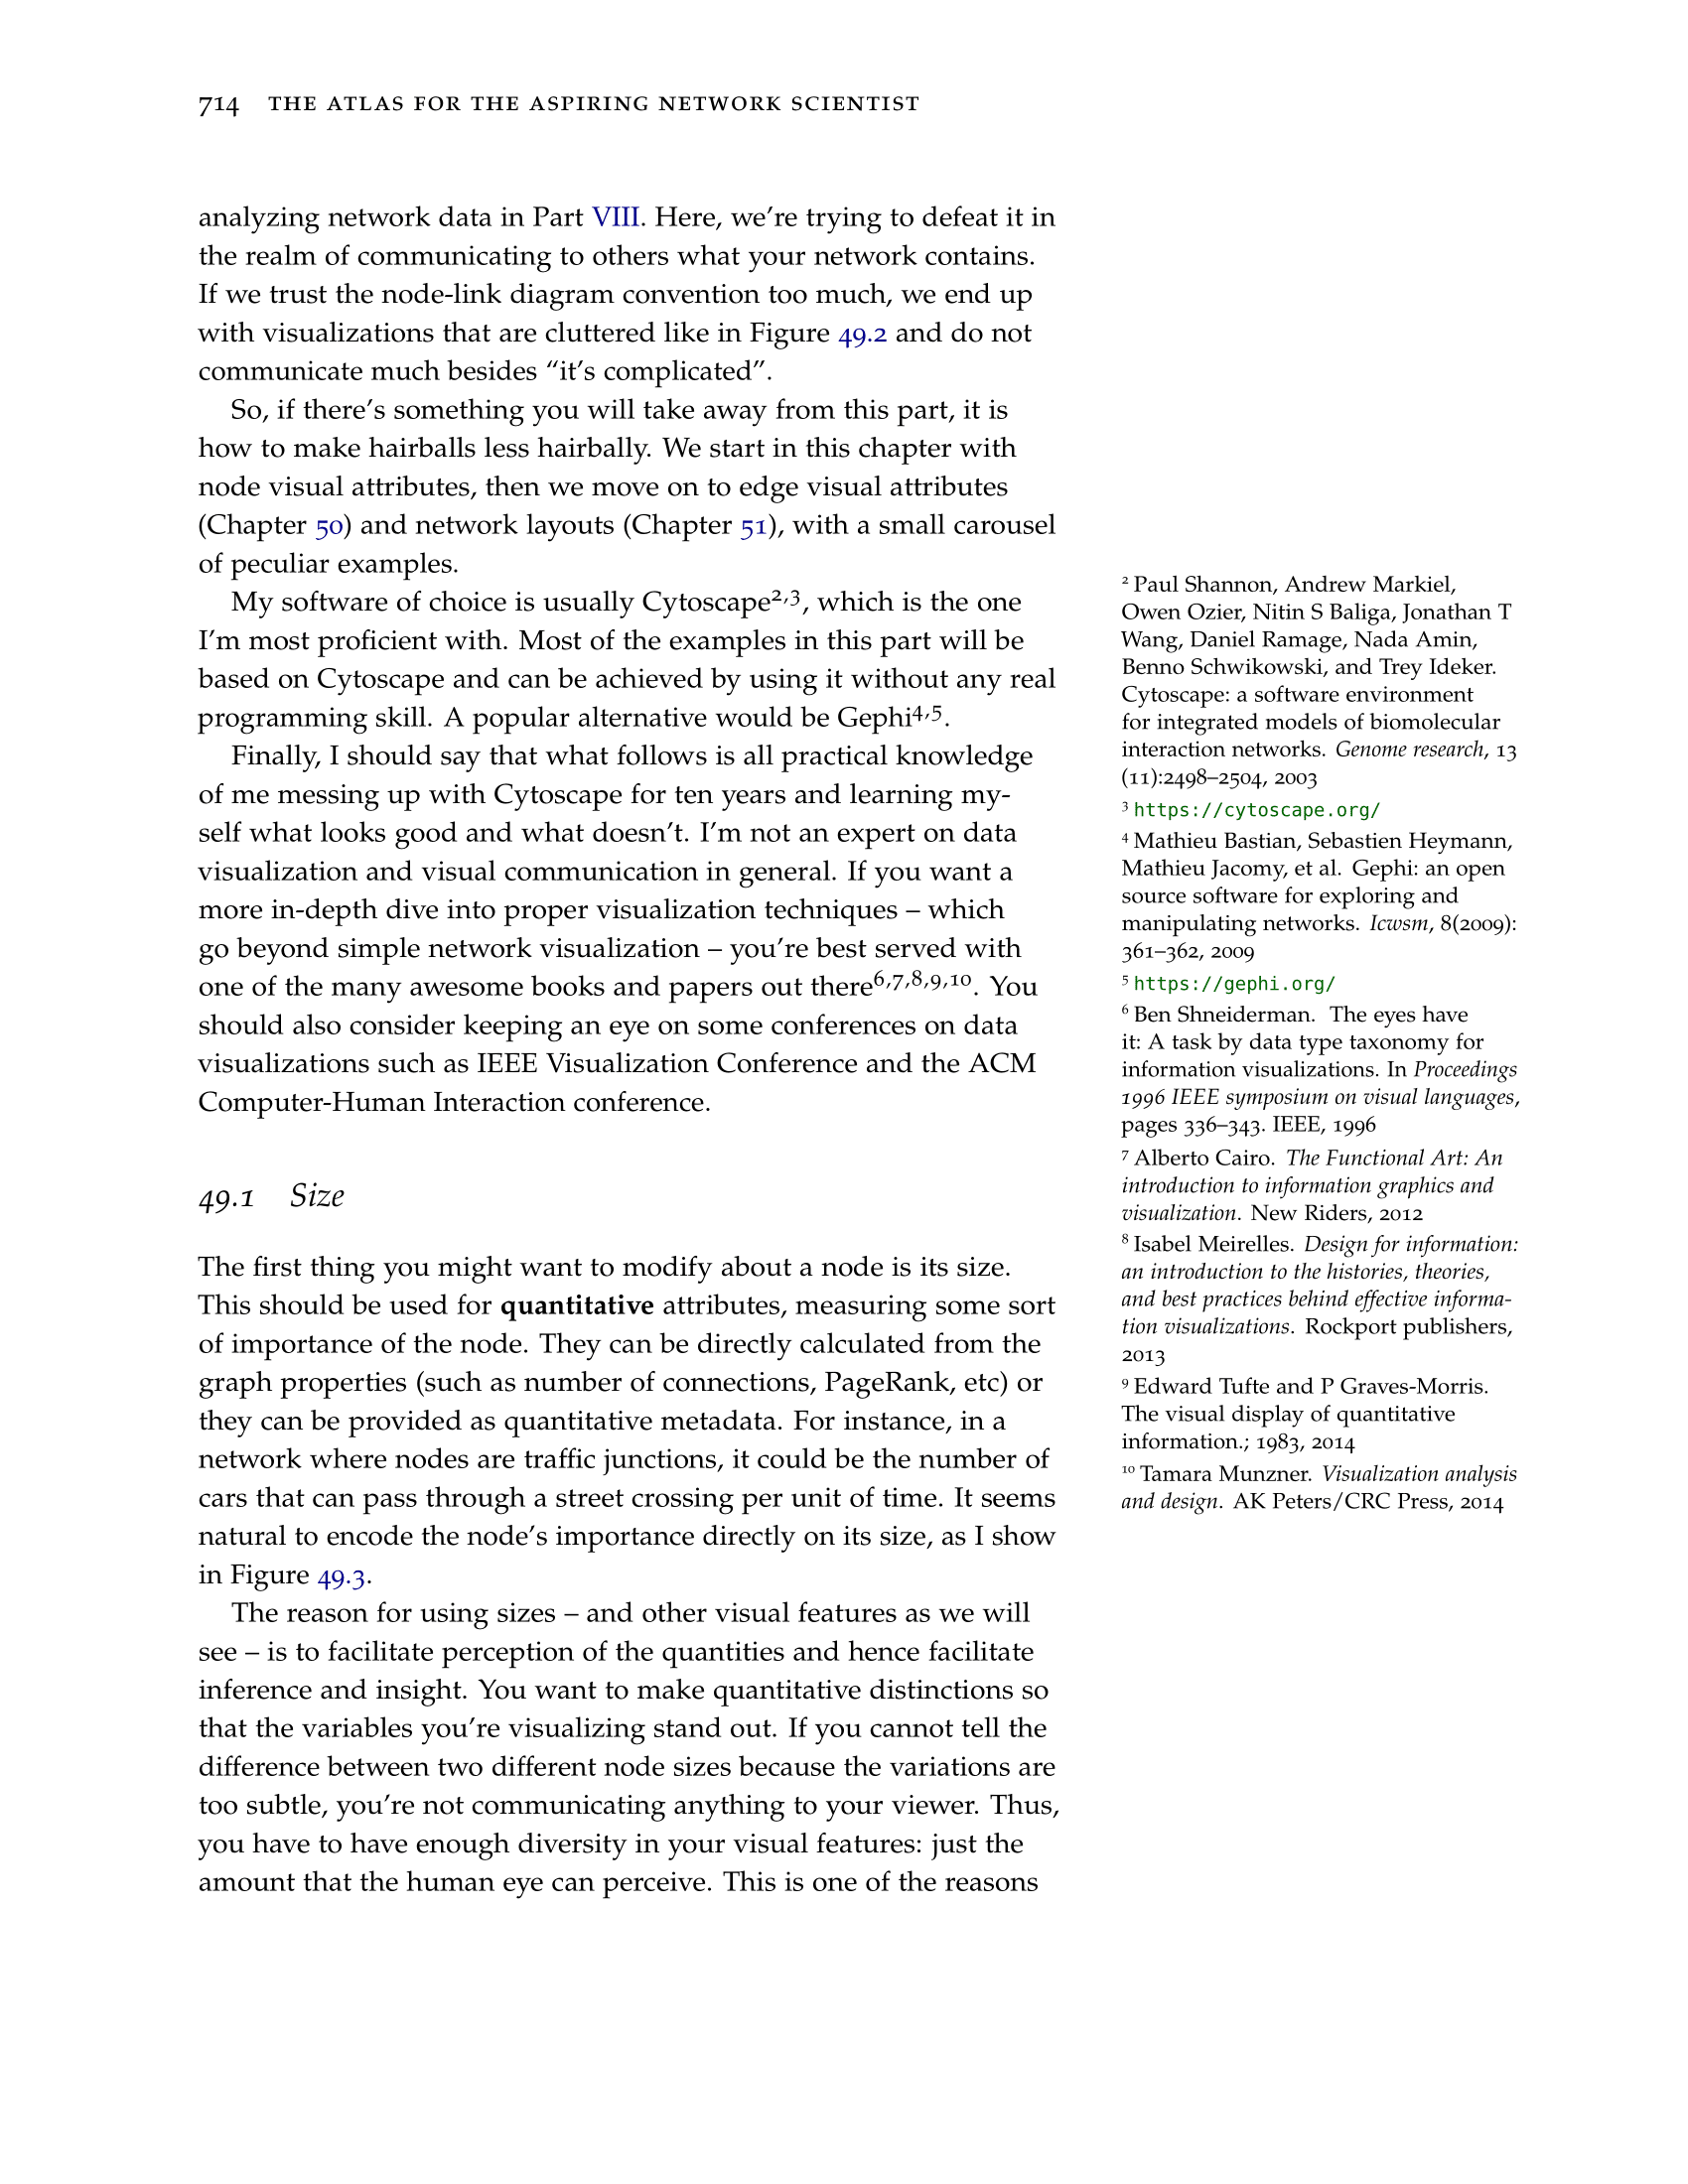 714 THE ATLAS FOR THE ASPIRING NETWORK SCIENTIST
analyzing network data in Part VIII. Here, we’re trying to defeat it in
the realm of communicating to others what your network contains.
If we trust the node-link diagram convention too much, we end up
with visualizations that are cluttered like in Figure 49.2 and do not
communicate much besides “it’s complicated”.
So, if there’s something you will take away from this part, it is
how to make hairballs less hairbally. We start in this chapter with
node visual attributes, then we move on to edge visual attributes
(Chapter 50) and network layouts (Chapter 51), with a small carousel
of peculiar examples.
My software of choice is usually Cytoscape2,3, which is the one
I’m most proficient with. Most of the examples in this part will be
based on Cytoscape and can be achieved by using it without any real
programming skill. A popular alternative would be Gephi4,5.
Finally, I should say that what follows is all practical knowledge
of me messing up with Cytoscape for ten years and learning my-
self what looks good and what doesn’t. I’m not an expert on data
visualization and visual communication in general. If you want a
more in-depth dive into proper visualization techniques – which
go beyond simple network visualization – you’re best served with
one of the many awesome books and papers out there6,7,8,9,10. You
should also consider keeping an eye on some conferences on data
visualizations such as IEEE Visualization Conference and the ACM
Computer-Human Interaction conference.
49.1 Size
The first thing you might want to modify about a node is its size.
This should be used for quantitative attributes, measuring some sort
of importance of the node. They can be directly calculated from the
graph properties (such as number of connections, PageRank, etc) or
they can be provided as quantitative metadata. For instance, in a
network where nodes are traffic junctions, it could be the number of
cars that can pass through a street crossing per unit of time. It seems
natural to encode the node’s importance directly on its size, as I show
in Figure 49.3.
The reason for using sizes – and other visual features as we will
see – is to facilitate perception of the quantities and hence facilitate
inference and insight. You want to make quantitative distinctions so
that the variables you’re visualizing stand out. If you cannot tell the
difference between two different node sizes because the variations are
too subtle, you’re not communicating anything to your viewer. Thus,
you have to have enough diversity in your visual features: just the
amount that the human eye can perceive. This is one of the reasons
2 Paul Shannon, Andrew Markiel,
Owen Ozier, Nitin S Baliga, Jonathan T
Wang, Daniel Ramage, Nada Amin,
Benno Schwikowski, and Trey Ideker.
Cytoscape: a software environment
for integrated models of biomolecular
interaction networks. Genome research, 13
(11):2498–2504, 2003
3 https://cytoscape.org/
4 Mathieu Bastian, Sebastien Heymann,
Mathieu Jacomy, et al. Gephi: an open
source software for exploring and
manipulating networks. Icwsm, 8(2009):
361–362, 2009
5 https://gephi.org/
6 Ben Shneiderman. The eyes have
it: A task by data type taxonomy for
information visualizations. In Proceedings
1996 IEEE symposium on visual languages,
pages 336–343. IEEE, 1996
7 Alberto Cairo. The Functional Art: An
introduction to information graphics and
visualization. New Riders, 2012
8 Isabel Meirelles. Design for information:
an introduction to the histories, theories,
and best practices behind effective informa-
tion visualizations. Rockport publishers,
2013
9 Edward Tufte and P Graves-Morris.
The visual display of quantitative
information.; 1983, 2014
10 Tamara Munzner. Visualization analysis
and design. AK Peters/CRC Press, 2014